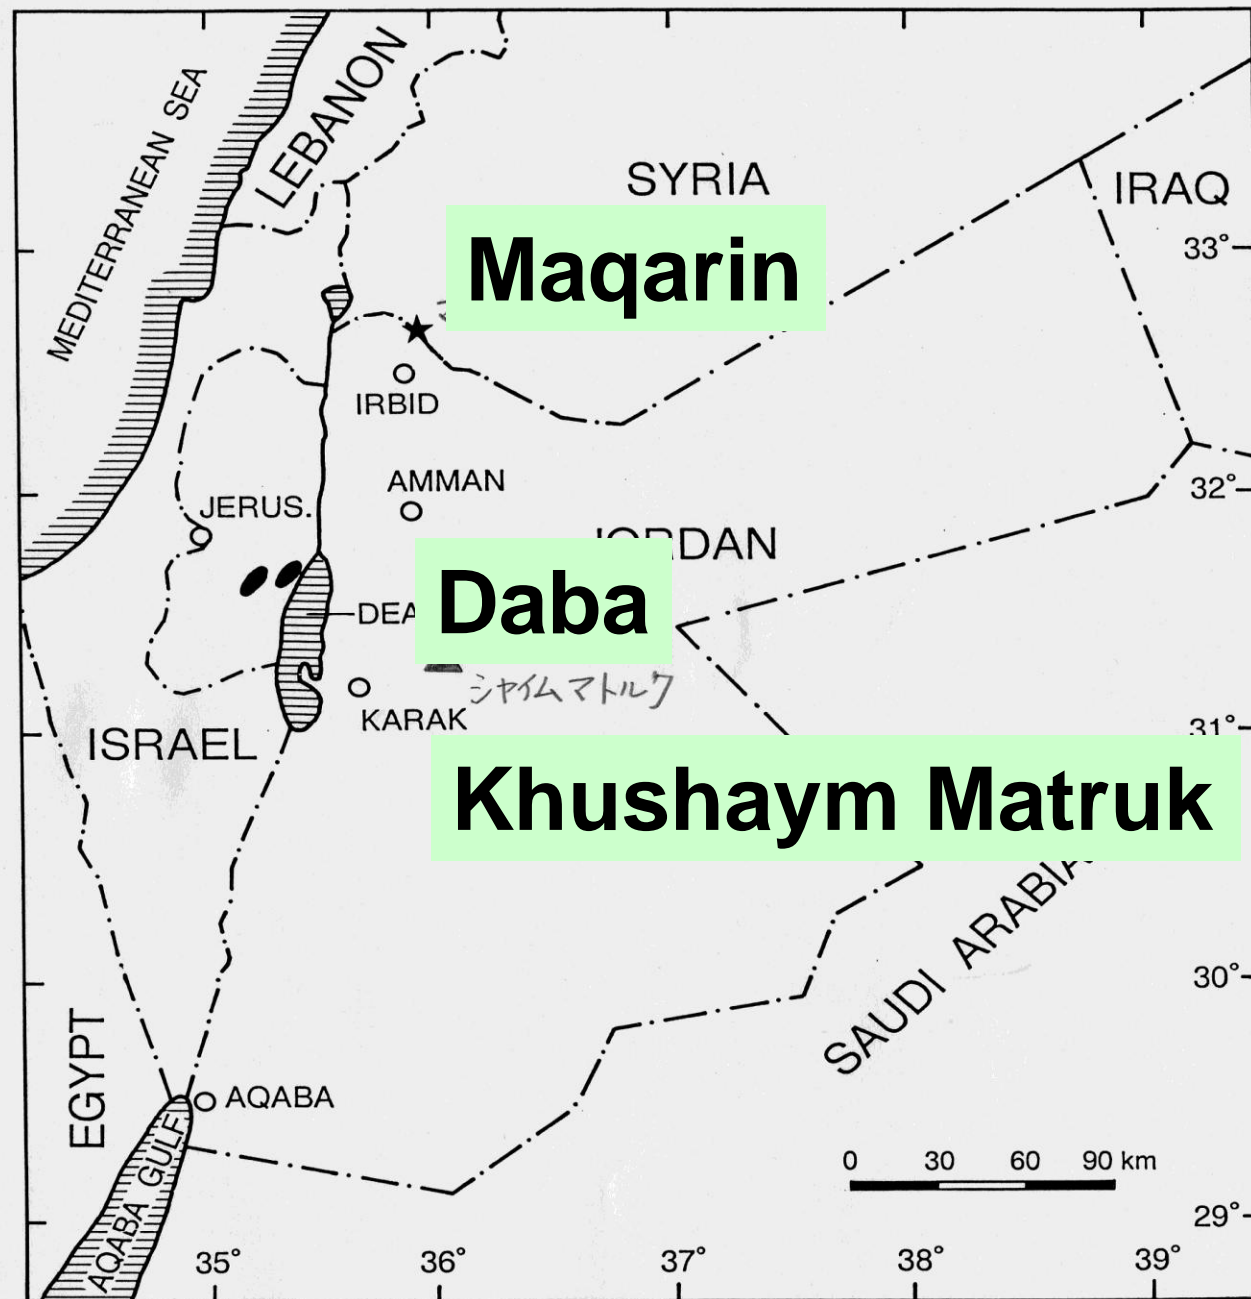 MEDITERRANEAN SEA
LEBANON
SYRIA
IRAQ
33°
Maqarin
IRBID
AMMAN
32°
JERUS.
JORDAN
Daba
DEA
シャイムマトルク
KARAK
31°
ISRAEL
Khushaym Matruk
SAUDI ARABIA
30°
EGYPT
AQABA
AQABA GULF
0 30 60 90 km
29°
35° 36° 37° 38° 39°